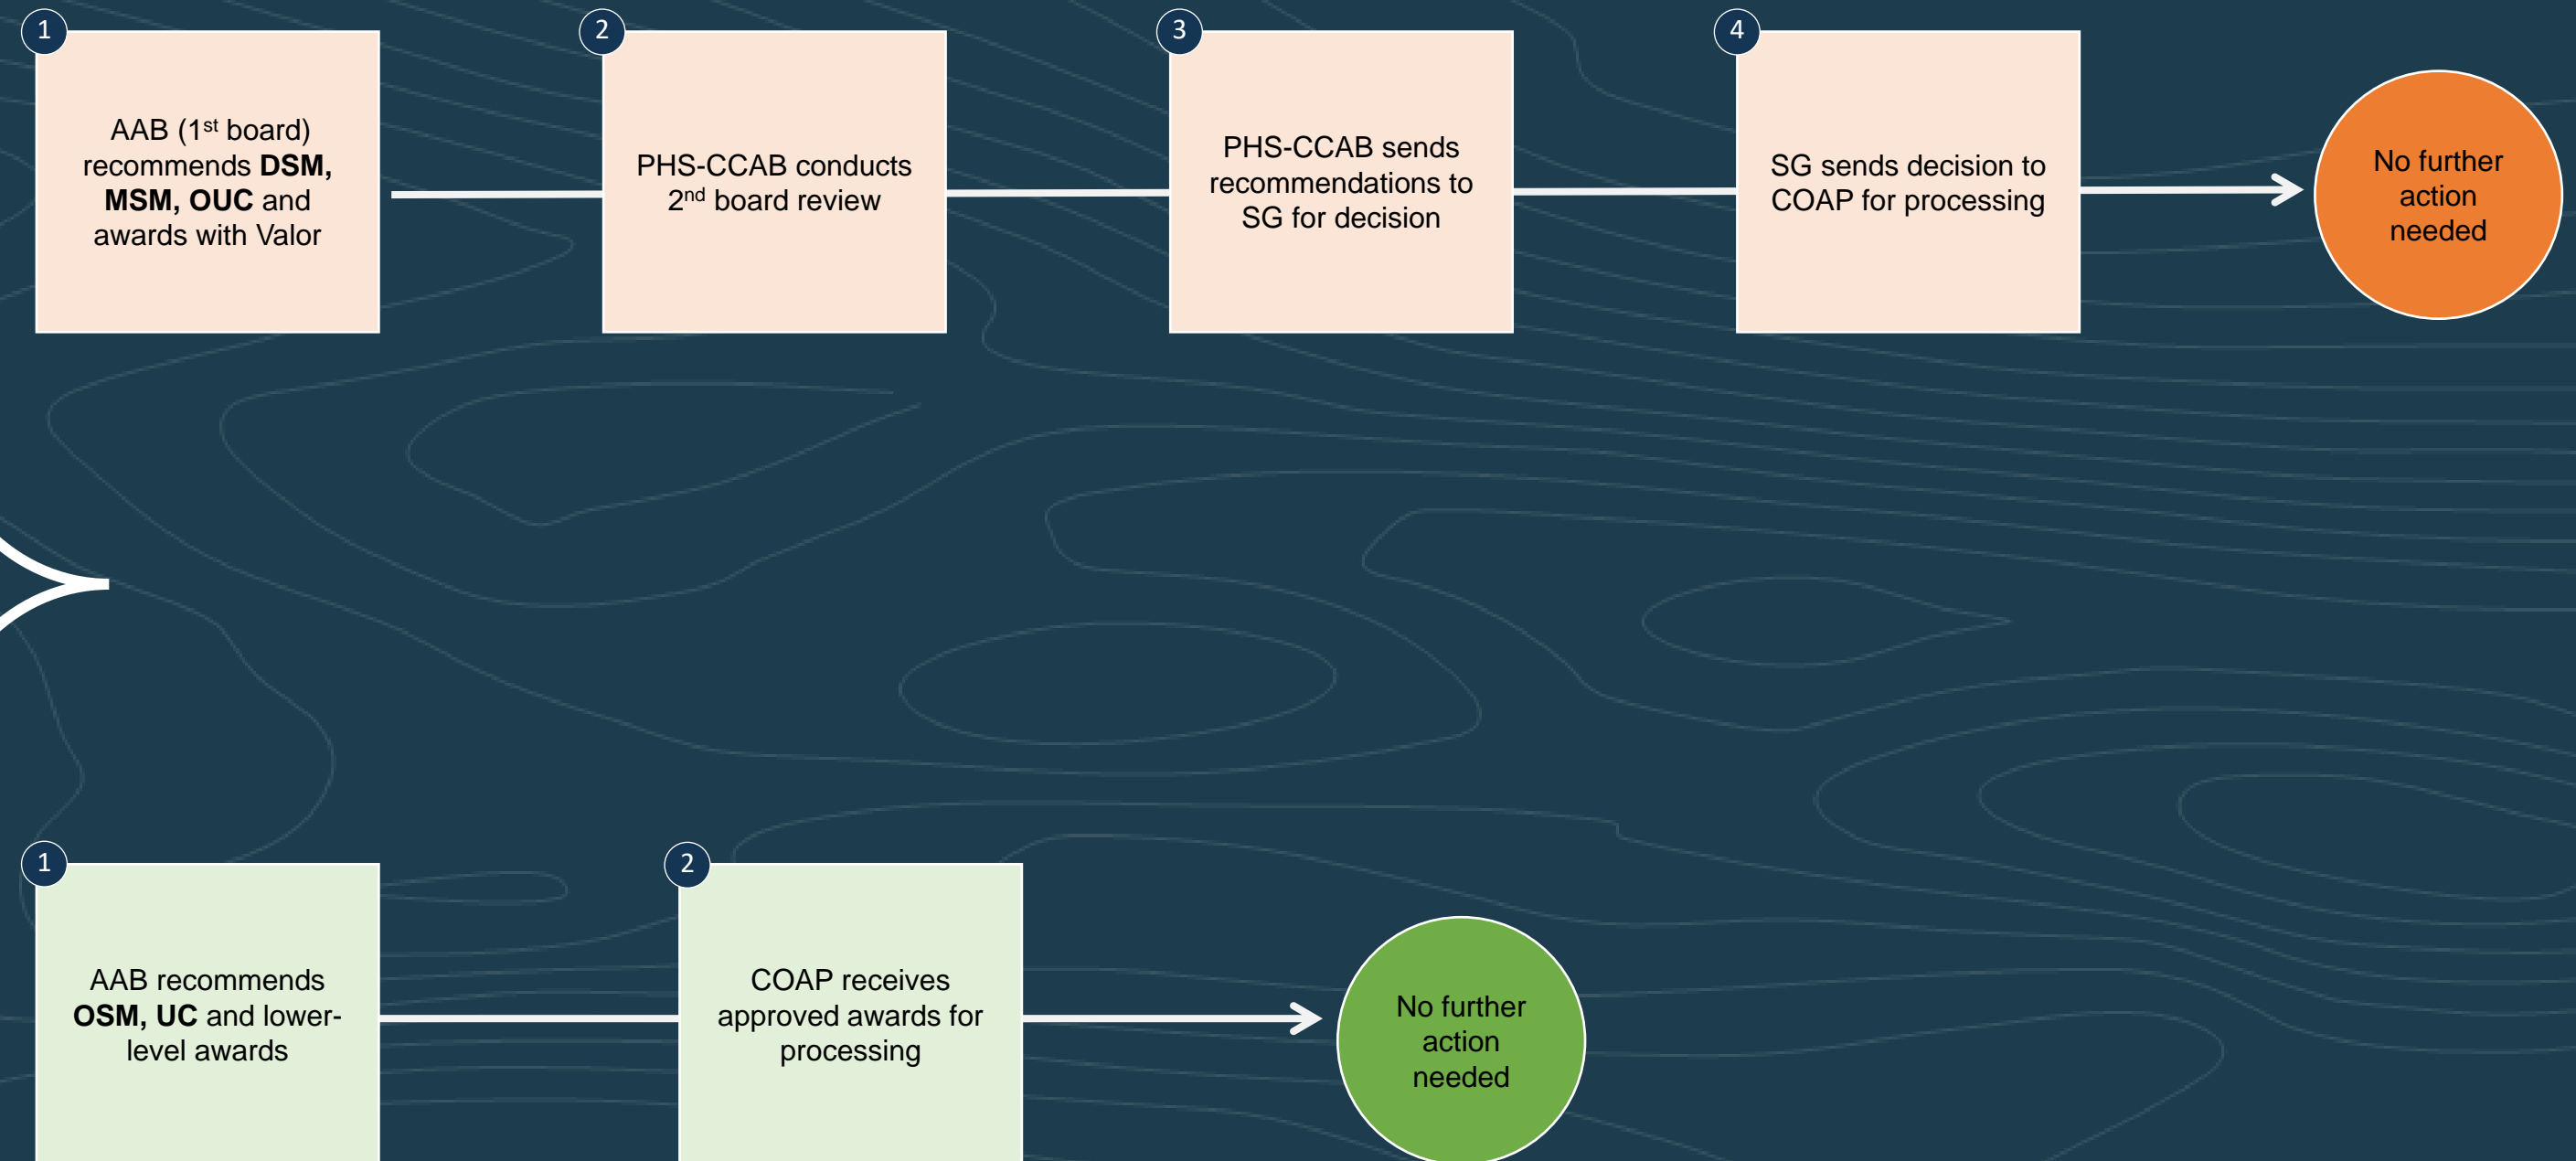 1
AAB (1st board)
recommends DSM,
MSM, OUC and
awards with Valor
2
PHS-CCAB conducts
2nd board review
3
PHS-CCAB sends
recommendations to
SG for decision
4
SG sends decision to
COAP for processing
No further
action
needed
1
AAB recommends
OSM, UC and lower-
level awards
2
COAP receives
approved awards for
processing
No further
action
needed